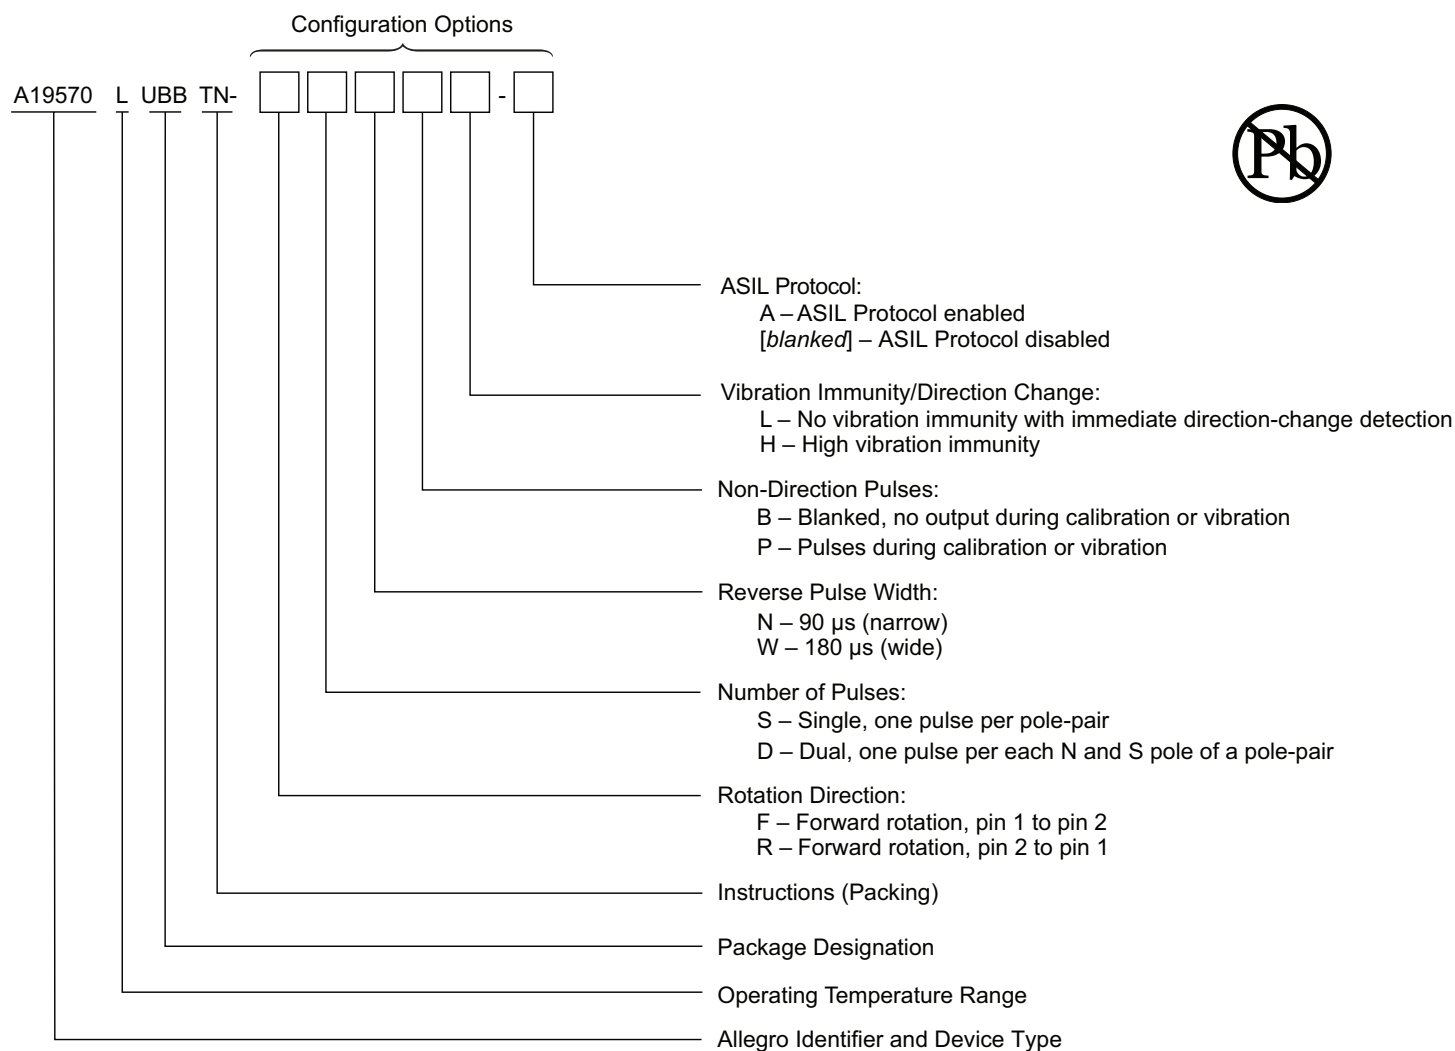 Configuration Options
A19570 L UBB TN- -
Pb
ASIL Protocol:
A – ASIL Protocol enabled
[blanked] – ASIL Protocol disabled
Vibration Immunity/Direction Change:
L – No vibration immunity with immediate direction-change detection
H – High vibration immunity
Non-Direction Pulses:
B – Blanked, no output during calibration or vibration
P – Pulses during calibration or vibration
Reverse Pulse Width:
N – 90 µs (narrow)
W – 180 µs (wide)
Number of Pulses:
S – Single, one pulse per pole-pair
D – Dual, one pulse per each N and S pole of a pole-pair
Rotation Direction:
F – Forward rotation, pin 1 to pin 2
R – Forward rotation, pin 2 to pin 1
Instructions (Packing)
Package Designation
Operating Temperature Range
Allegro Identifier and Device Type